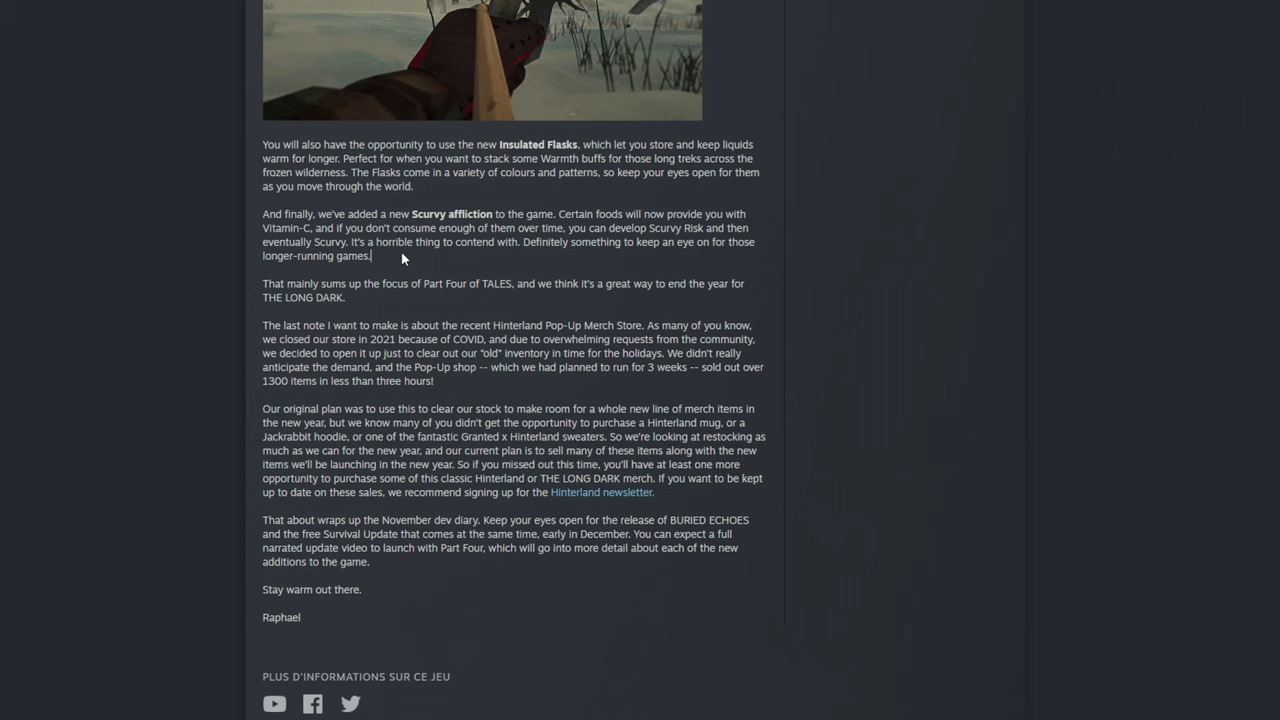 You will also have the opportunity to use the new Insulated Flasks, which let you store and keep liquids
warm for longer. Perfect for when you want to stack some Warmth buffs for those long treks across the
frozen wilderness. The Flasks come in a variety of colours and patterns, so keep your eyes open for them
as you move through the world.
And finally, we've added a new Scurvy affliction to the game. Certain foods will now provide you with
Vitamin-C, and if you don't consume enough of them over time, you can develop Scurvy Risk and then
eventually Scurvy. It's a horrible thing to contend with. Definitely something to keep an eye on for those
longer-running games.
That mainly sums up the focus of Part Four of TALES, and we think it's a great way to end the year for
THE LONG DARK.
The last note I want to make is about the recent Hinterland Pop-Up Merch Store. As many of you know,
we closed our store in 2021 because of COVID, and due to overwhelming requests from the community,
we decided to open it up just to clear out our “old” inventory in time for the holidays. We didn't really
anticipate the demand, and the Pop-Up shop -- which we had planned to run for 3 weeks -- sold out over
1300 items in less than three hours!
Our original plan was to use this to clear our stock to make room for a whole new line of merch items in
the new year, but we know many of you didn't get the opportunity to purchase a Hinterland mug, or a
Jackrabbit hoodie, or one of the fantastic Granted x Hinterland sweaters. So we're looking at restocking as
much as we can for the new year, and our current plan is to sell many of these items along with the new
items we'll be launching in the new year. So if you missed out this time, you'll have at least one more
opportunity to purchase some of this classic Hinterland or THE LONG DARK merch. If you want to be kept
up to date on these sales, we recommend signing up for the Hinterland newsletter.
That about wraps up the November dev diary. Keep your eyes open for the release of BURIED ECHOES
and the free Survival Update that comes at the same time, early in December. You can expect a full
narrated update video to launch with Part Four, which will go into more detail about each of the new
additions to the game.
Stay warm out there.
Raphael
PLUS D'INFORMATIONS SUR CE JEU